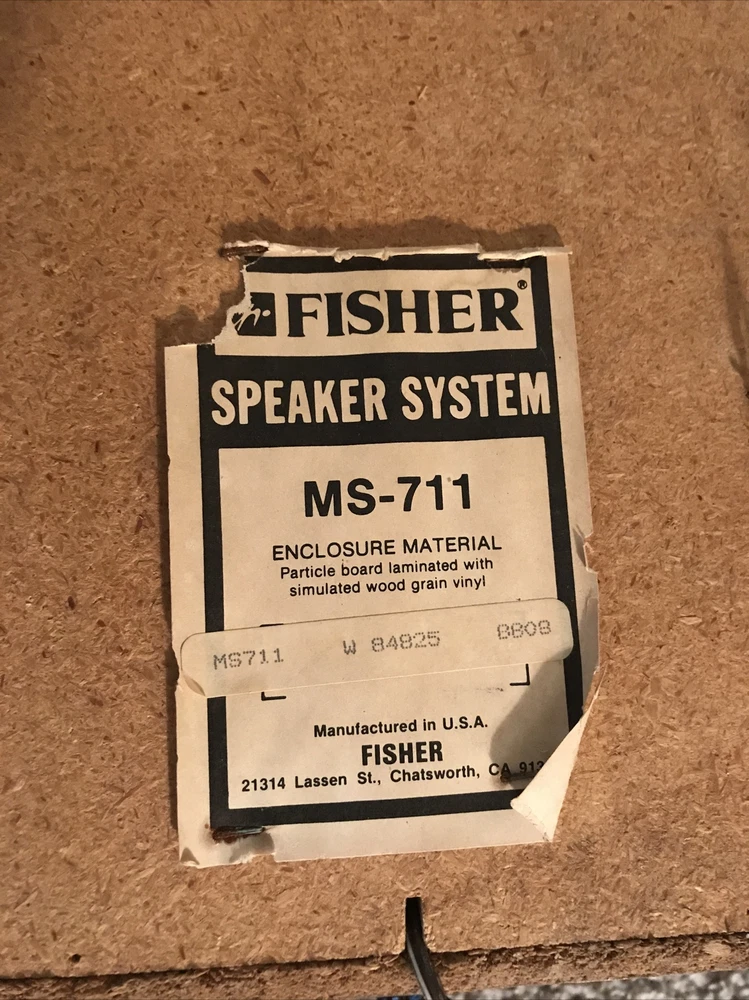 FISHER®
SPEAKER SYSTEM
MS-711
ENCLOSURE MATERIAL
Particle board laminated with
simulated wood grain vinyl
MS711 W 84825 8808
Manufactured in U.S.A.
FISHER
21314 Lassen St., Chatsworth, CA 913